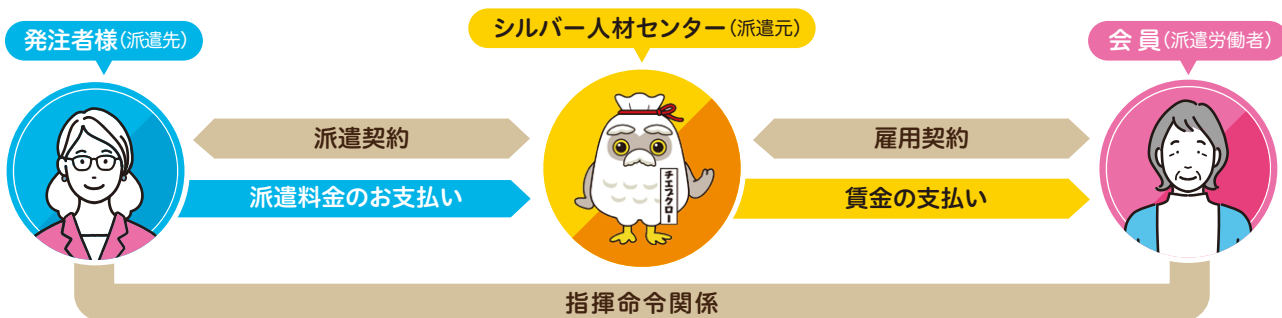 発注者様(派遣先)
シルバー人材センター(派遣元)
会員(派遣労働者)
派遣契約
雇用契約
派遣料金のお支払い
チエブクロー
賃金の支払い
指揮命令関係